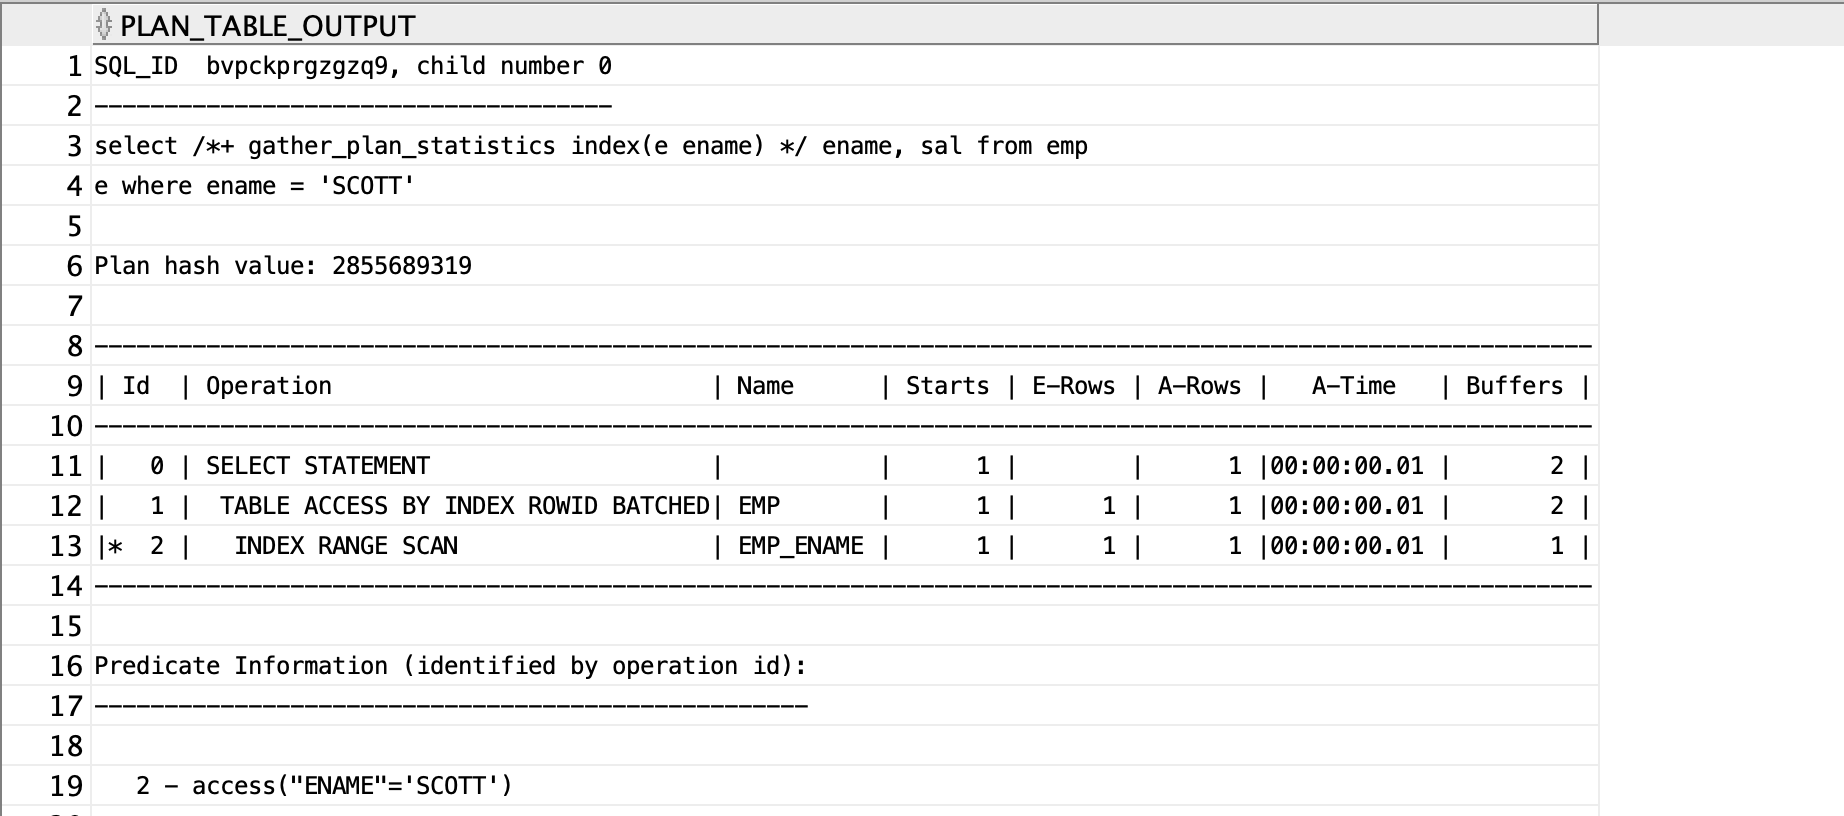 PLAN_TABLE_OUTPUT
1 SQL_ID  bvpckprgzgzq9, child number 0
2 -------------------------------------
3 select /*+ gather_plan_statistics index(e ename) */ ename, sal from emp
4 e where ename = 'SCOTT'
5
6 Plan hash value: 2855689319
7
8 -----------------------------------------------------------------------------------------------------------
9 | Id  | Operation                           | Name      | Starts | E-Rows | A-Rows |   A-Time   | Buffers |
10 -----------------------------------------------------------------------------------------------------------
11 |   0 | SELECT STATEMENT                    |           |      1 |        |      1 |00:00:00.01 |       2 |
12 |   1 |  TABLE ACCESS BY INDEX ROWID BATCHED| EMP       |      1 |      1 |      1 |00:00:00.01 |       2 |
13 |*  2 |   INDEX RANGE SCAN                  | EMP_ENAME |      1 |      1 |      1 |00:00:00.01 |       1 |
14 -----------------------------------------------------------------------------------------------------------
15
16 Predicate Information (identified by operation id):
17 ---------------------------------------------------
18
19    2 - access("ENAME"='SCOTT')